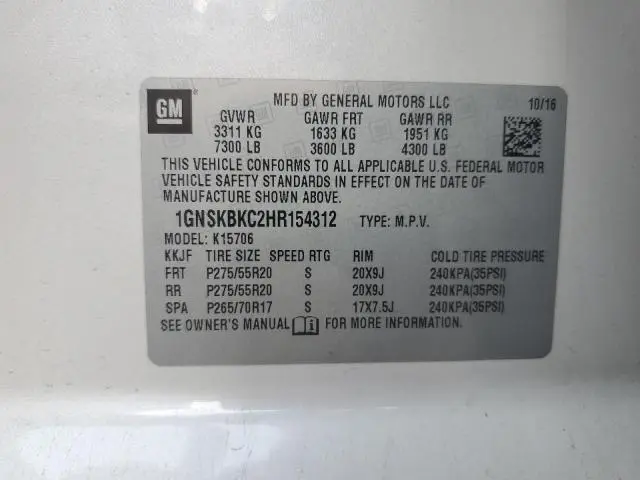 GM
MFD BY GENERAL MOTORS LLC 10/16
GVWR GAWR FRT GAWR RR
3311 KG 1633 KG 1951 KG
7300 LB 3600 LB 4300 LB
THIS VEHICLE CONFORMS TO ALL APPLICABLE U.S. FEDERAL MOTOR
VEHICLE SAFETY STANDARDS IN EFFECT ON THE DATE OF
MANUFACTURE SHOWN ABOVE.
1GNSKBKC2HR154312 TYPE: M.P.V.
MODEL: K15706
KKJF TIRE SIZE SPEED RTG RIM COLD TIRE PRESSURE
FRT P275/55R20 S 20X9J 240KPA(35PSI)
RR P275/55R20 S 20X9J 240KPA(35PSI)
SPA P265/70R17 S 17X7.5J 240KPA(35PSI)
SEE OWNER'S MANUAL i FOR MORE INFORMATION.